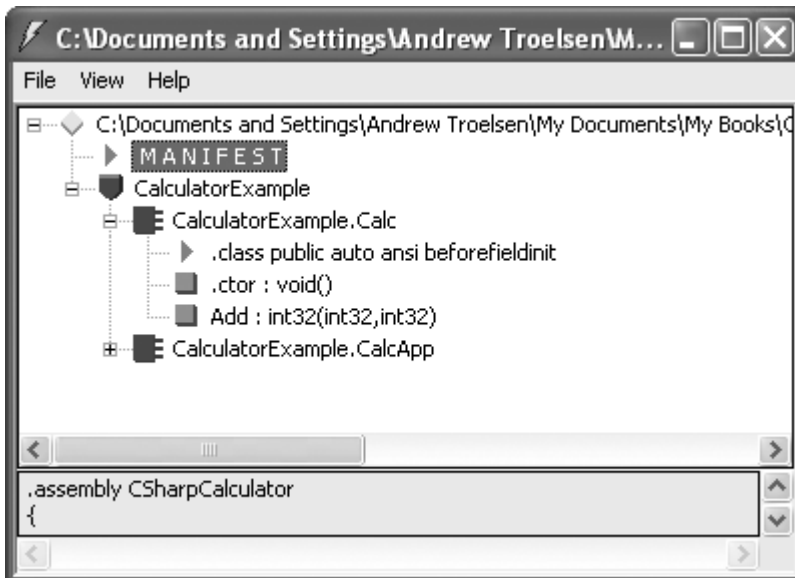 C:\Documents and Settings\Andrew Troelsen\M...
File View Help
C:\Documents and Settings\Andrew Troelsen\My Documents\My Books\C
MANIFEST
CalculatorExample
CalculatorExample.Calc
.class public auto ansi beforefieldinit
.ctor : void()
Add : int32(int32,int32)
CalculatorExample.CalcApp
.assembly CSharpCalculator
{